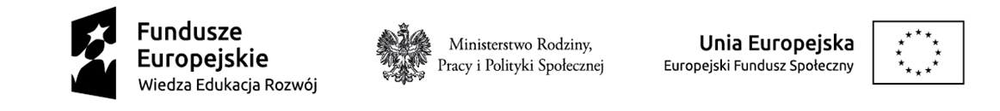 Fundusze
Europejskie
Wiedza Edukacja Rozwój
Ministerstwo Rodziny,
Pracy i Polityki Społecznej
Unia Europejska
Europejski Fundusz Społeczny